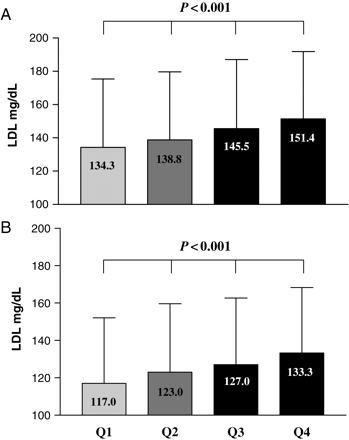 A
P < 0.001
LDL mg/dL
200
180
160
140
120
100
134.3
138.8
145.5
151.4
B
P < 0.001
LDL mg/dL
200
180
160
140
120
100
117.0
123.0
127.0
133.3
Q1 Q2 Q3 Q4